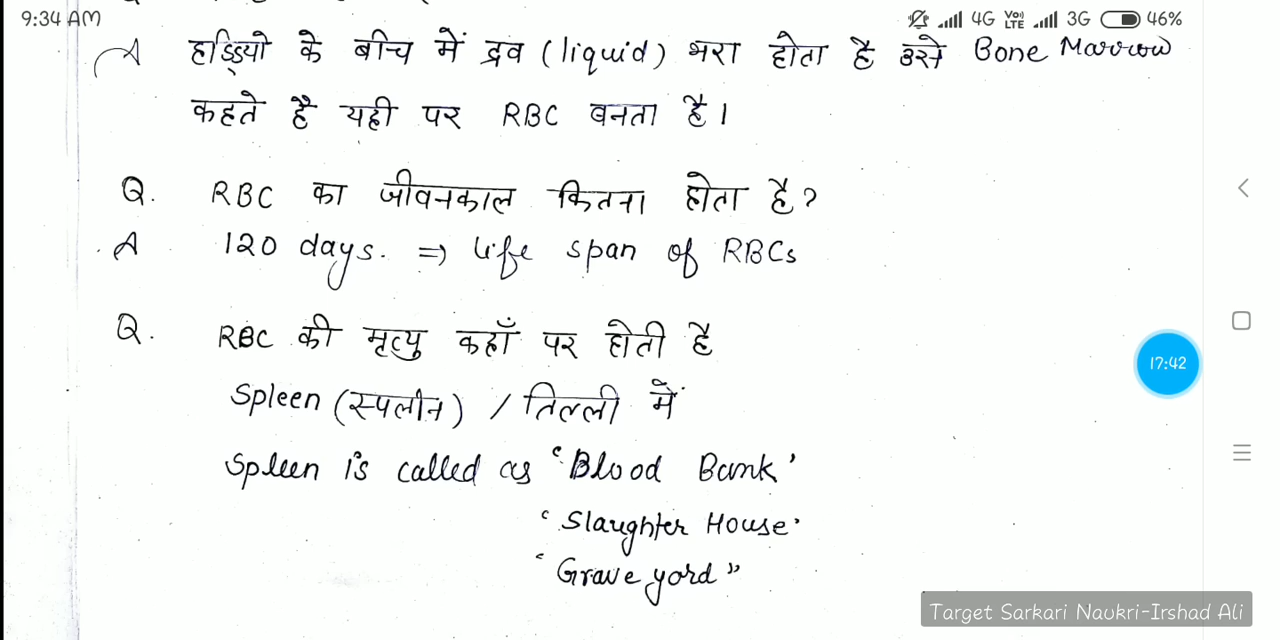 9:34 AM 4G VoLTE 3G 46%
A हड्डियो के बीच में द्रव (liquid) भरा होता है उसे Bone Marrow
कहते है यही पर RBC बनता है।
Q. RBC का जीवनकाल कितना होता है?
A 120 days. ⇒ Life span of RBCs
Q. RBC की मृत्यु कहाँ पर होती है
17:42
Spleen (स्पलीन) / तिल्ली में
Spleen is called as 'Blood Bank'
'Slaughter House'
"Grave yord"
Target Sarkari Naukri-Irshad Ali